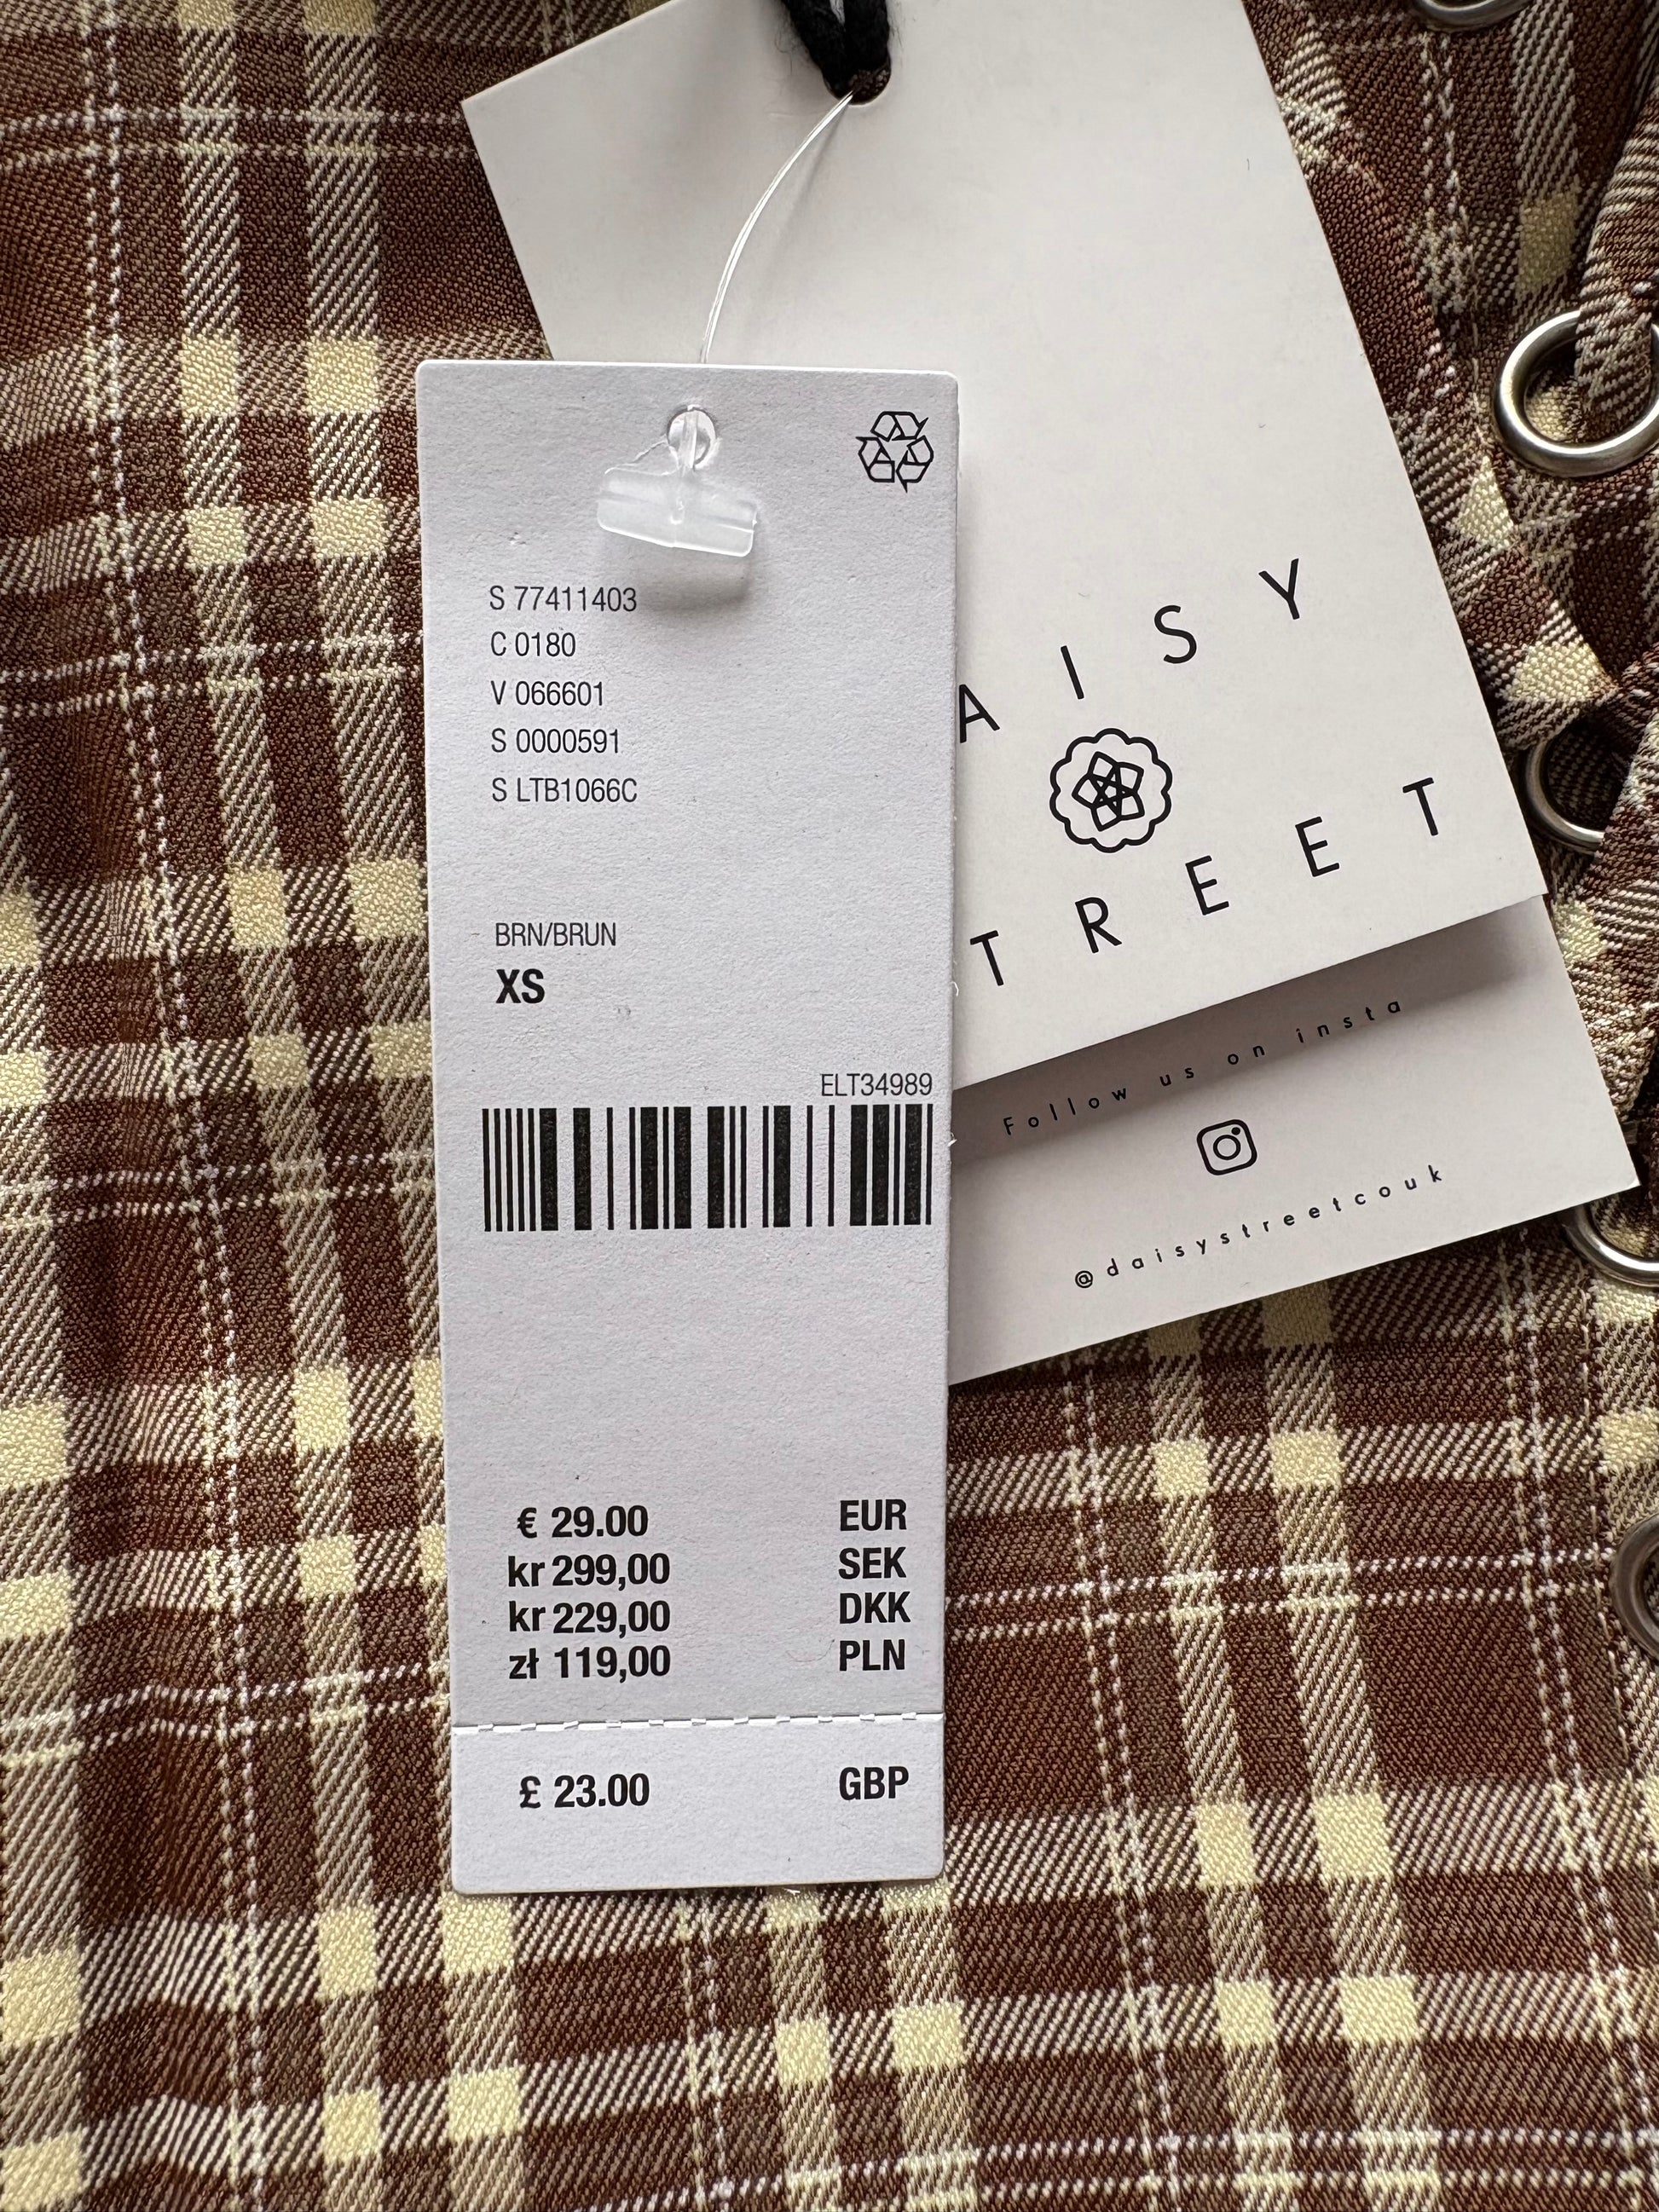 S 77411403
C 0180
V 066601
S 0000591
S LTB1066C
BRN/BRUN
XS
ELT34989
€ 29.00 EUR
kr 299,00 SEK
kr 229,00 DKK
zł 119,00 PLN
£ 23.00 GBP
AISY
TREET
Follow us on insta
@daisystreetcouk